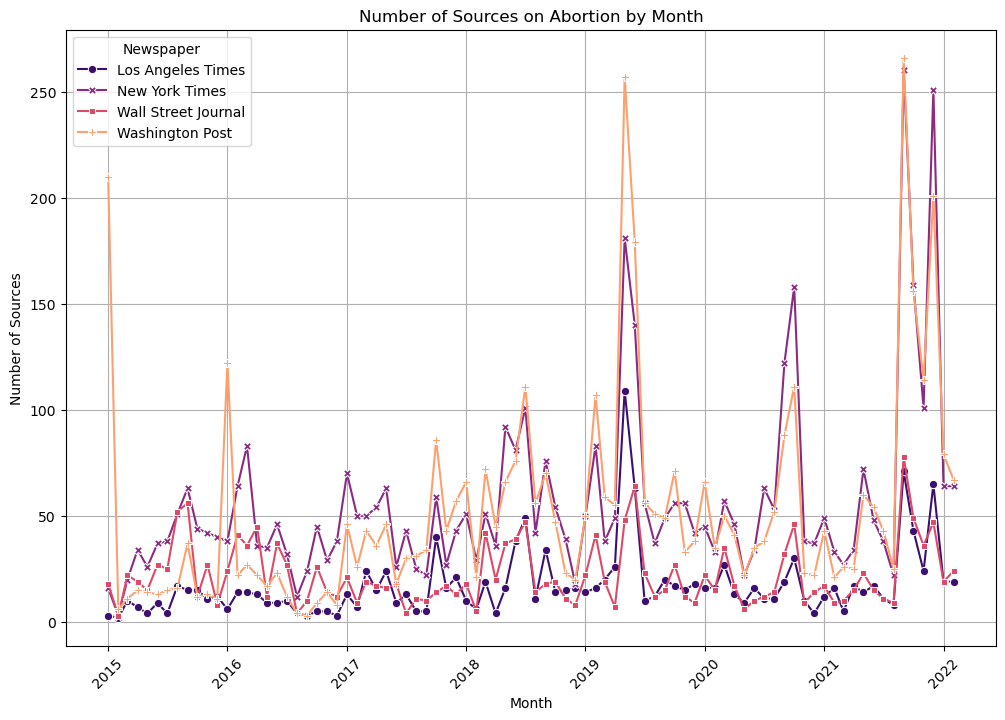 Number of Sources on Abortion by Month
Newspaper
Los Angeles Times
New York Times
Wall Street Journal
Washington Post
Number of Sources
250
200
150
100
50
0
2015
2016
2017
2018
2019
2020
2021
2022
Month